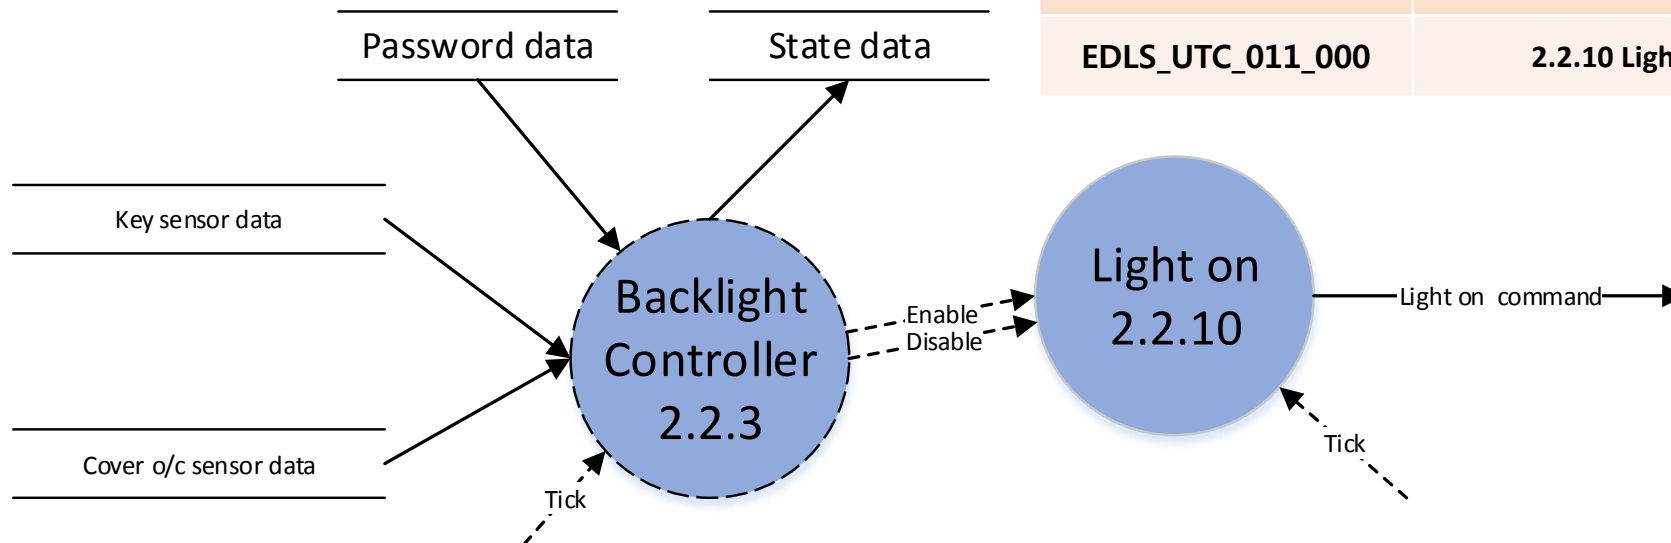 Password data
State data
EDLS_UTC_011_000
2.2.10 Ligh
Key sensor data
Backlight
Controller
2.2.3
Enable
Disable
Light on
2.2.10
Light on command
Cover o/c sensor data
Tick
Tick